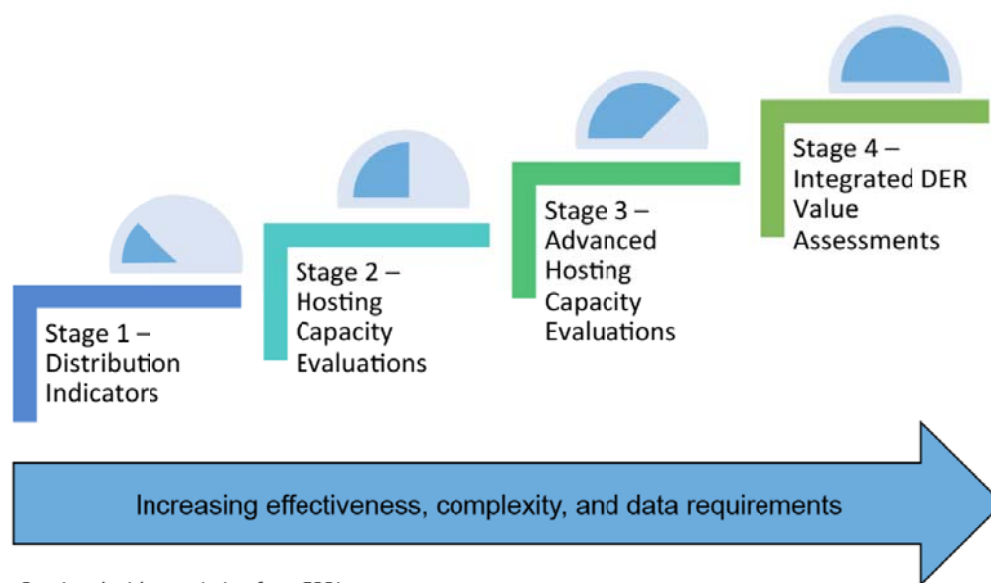 Stage 1 –
Distribution
Indicators
Stage 2 –
Hosting
Capacity
Evaluations
Stage 3 –
Advanced
Hosting
Capacity
Evaluations
Stage 4 –
Integrated DER
Value
Assessments
Increasing effectiveness, complexity, and data requirements